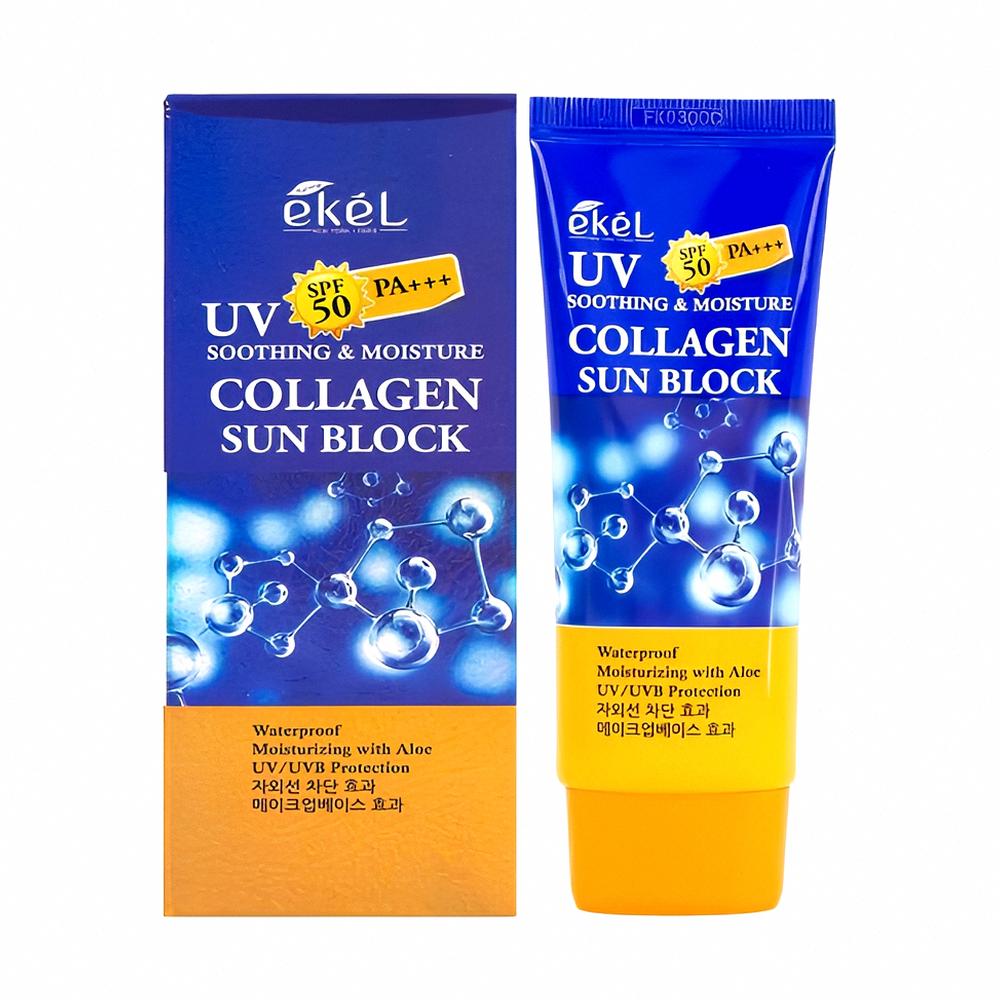 ekéL
UV
SPF
50
PA+++
SOOTHING & MOISTURE
COLLAGEN
SUN BLOCK
Waterproof
Moisturizing with Aloe
UV/UVB Protection
자외선 차단 효과
메이크업베이스 효과
ekéL
UV
SPF
50
PA+++
SOOTHING & MOISTURE
COLLAGEN
SUN BLOCK
Waterproof
Moisturizing with Aloe
UV/UVB Protection
자외선 차단 효과
메이크업베이스 효과